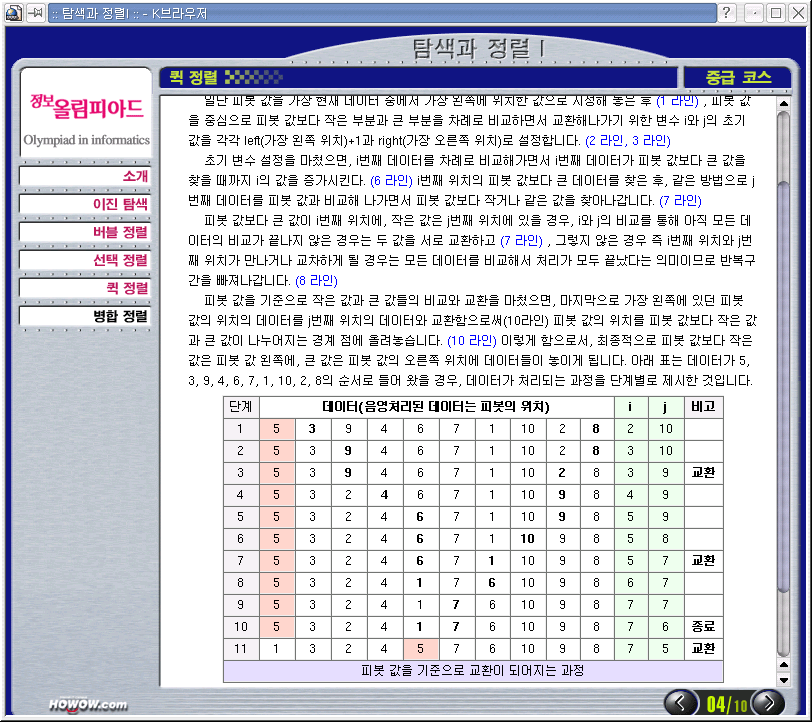 :: 탐색과 정렬I :: - K브라우저
탐색과 정렬 I
퀵 정렬
중급 코스
정보올림피아드
Olympiad in informatics
소개
이진 탐색
버블 정렬
선택 정렬
퀵 정렬
병합 정렬
일단 피봇 값을 가장 현재 데이터 중에서 가장 왼쪽에 위치한 값으로 지정해 놓은 후 (1 라인) , 피봇 값
을 중심으로 피봇 값보다 작은 부분과 큰 부분을 차례로 비교하면서 교환해나가기 위한 변수 i와 j의 초기
값을 각각 left(가장 왼쪽 위치)+1과 right(가장 오른쪽 위치)로 설정합니다. (2 라인, 3 라인)
초기 변수 설정을 마쳤으면, i번째 데이터를 차례로 비교해가면서 i번째 데이터가 피봇 값보다 큰 값을
찾을 때까지 i의 값을 증가시킨다. (6 라인) i번째 위치의 피봇 값보다 큰 데이터를 찾은 후, 같은 방법으로 j
번째 데이터를 피봇 값과 비교해 나가면서 피봇 값보다 작거나 같은 값을 찾아나갑니다. (7 라인)
피봇 값보다 큰 값이 i번째 위치에, 작은 값은 j번째 위치에 있을 경우, i와 j의 비교를 통해 아직 모든 데
이터의 비교가 끝나지 않은 경우는 두 값을 서로 교환하고 (7 라인) , 그렇지 않은 경우 즉 i번째 위치와 j번
째 위치가 만나거나 교차하게 될 경우는 모든 데이터를 비교해서 처리가 모두 끝났다는 의미이므로 반복구
간을 빠져나갑니다. (8 라인)
피봇 값을 기준으로 작은 값과 큰 값들의 비교와 교환을 마쳤으면, 마지막으로 가장 왼쪽에 있던 피봇
값의 위치의 데이터를 j번째 위치의 데이터와 교환함으로써(10라인) 피봇 값의 위치를 피봇 값보다 작은 값
과 큰 값이 나누어지는 경계 점에 올려놓습니다. (10 라인) 이렇게 함으로서, 최종적으로 피봇 값보다 작은
값은 피봇 값 왼쪽에, 큰 값은 피봇 값의 오른쪽 위치에 데이터들이 놓이게 됩니다. 아래 표는 데이터가 5,
3, 9, 4, 6, 7, 1, 10, 2, 8의 순서로 들어 왔을 경우, 데이터가 처리되는 과정을 단계별로 제시한 것입니다.
단계 데이터(음영처리된 데이터는 피봇의 위치) i j 비고
1 5 3 9 4 6 7 1 10 2 8 2 10
2 5 3 9 4 6 7 1 10 2 8 3 10
3 5 3 9 4 6 7 1 10 2 8 3 9 교환
4 5 3 2 4 6 7 1 10 9 8 4 9
5 5 3 2 4 6 7 1 10 9 8 5 9
6 5 3 2 4 6 7 1 10 9 8 5 8
7 5 3 2 4 6 7 1 10 9 8 5 7 교환
8 5 3 2 4 1 7 6 10 9 8 6 7
9 5 3 2 4 1 7 6 10 9 8 7 7
10 5 3 2 4 1 7 6 10 9 8 7 6 종료
11 1 3 2 4 5 7 6 10 9 8 7 5 교환
피봇 값을 기준으로 교환이 되어지는 과정
HOWOW.com
04/10